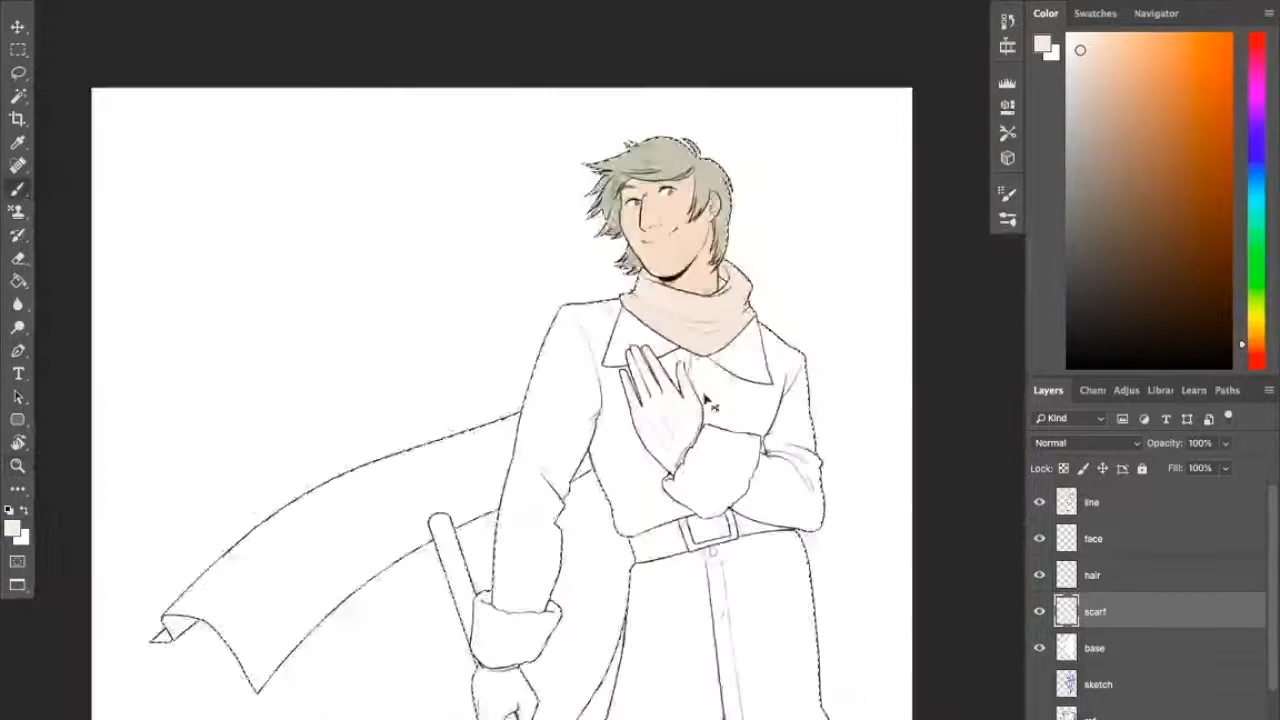 Color Swatches Navigator
Layers Chan Adjus Librar Learn Paths
Kind
Normal Opacity: 100%
Lock: Fill: 100%
line
face
hair
scarf
base
sketch